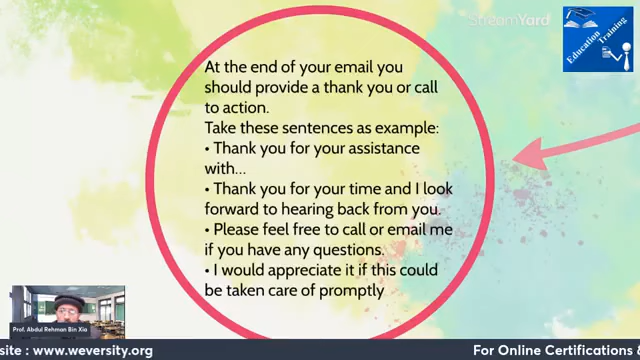 StreamYard
Education Training
At the end of your email you
should provide a thank you or call
to action.
Take these sentences as example:
• Thank you for your assistance
with...
• Thank you for your time and I look
forward to hearing back from you.
• Please feel free to call or email me
if you have any questions.
• I would appreciate it if this could
be taken care of promptly
Prof. Abdul Rehman Bin Xia
site : www.weversity.org
For Online Certifications &